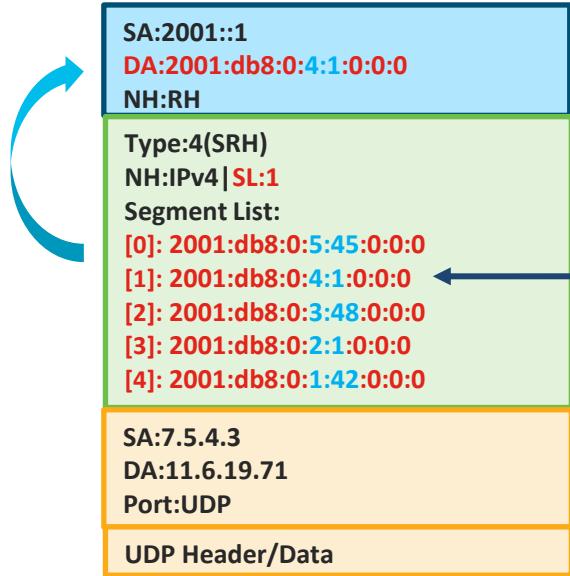 SA:2001::1
DA:2001:db8:0:4:1:0:0:0
NH:RH
Type:4(SRH)
NH:IPv4|SL:1
Segment List:
[0]: 2001:db8:0:5:45:0:0:0
[1]: 2001:db8:0:4:1:0:0:0
[2]: 2001:db8:0:3:48:0:0:0
[3]: 2001:db8:0:2:1:0:0:0
[4]: 2001:db8:0:1:42:0:0:0
SA:7.5.4.3
DA:11.6.19.71
Port:UDP
UDP Header/Data